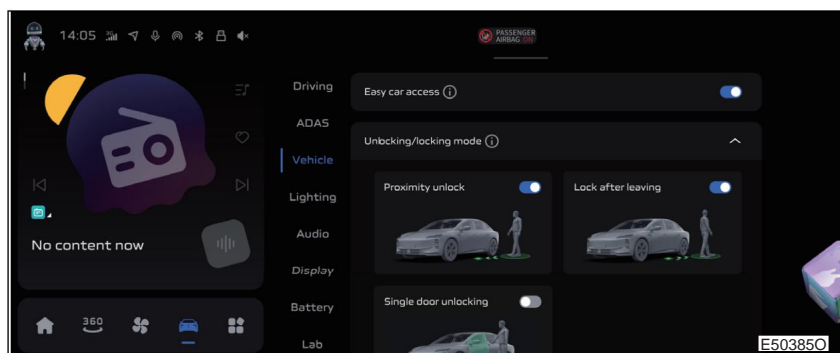 14:05
PASSENGER
AIRBAG ON
No content now
360
Driving
ADAS
Vehicle
Lighting
Audio
Display
Battery
Lab
Easy car access
Unlocking/locking mode
Proximity unlock
Lock after leaving
Single door unlocking
E50385O